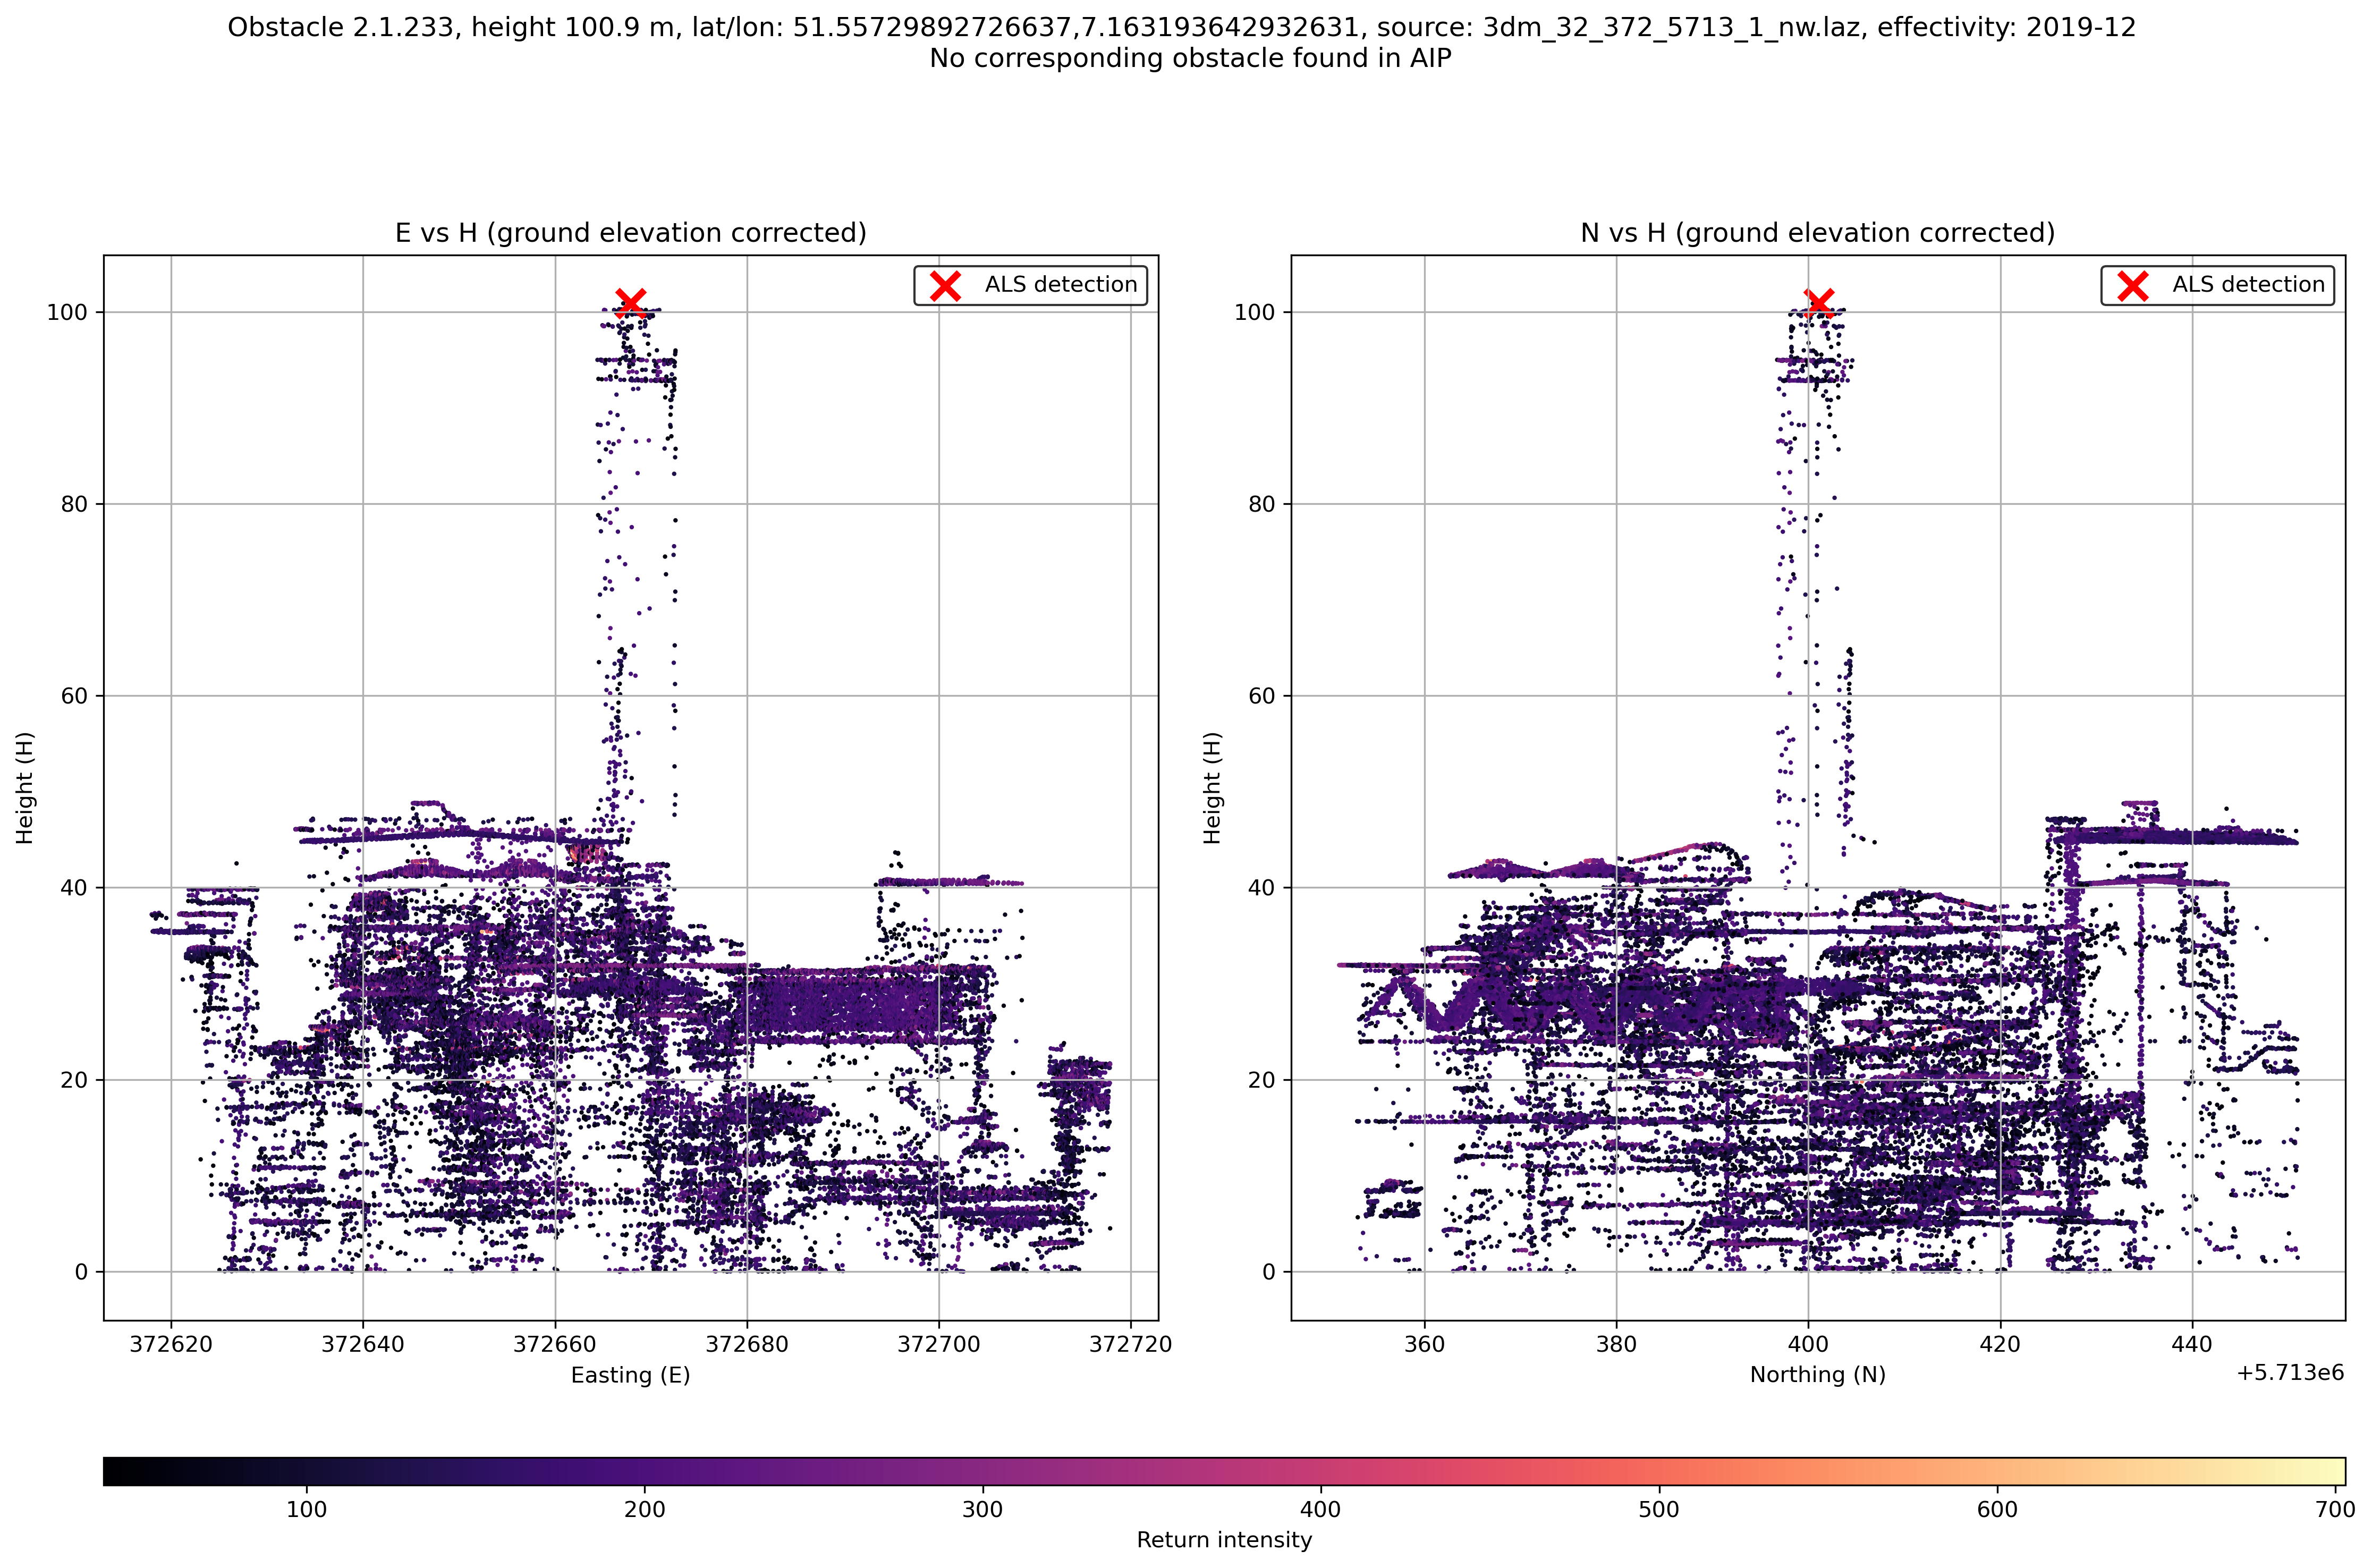 Obstacle 2.1.233, height 100.9 m, lat/lon: 51.55729892726637,7.163193642932631, source: 3dm_32_372_5713_1_nw.laz, effectivity: 2019-12
No corresponding obstacle found in AIP
E vs H (ground elevation corrected)
ALS detection
100
80
60
40
20
0
Height (H)
372620 372640 372660 372680 372700 372720
Easting (E)
N vs H (ground elevation corrected)
ALS detection
100
80
60
40
20
0
Height (H)
360 380 400 420 440
+5.713e6
Northing (N)
100 200 300 400 500 600 700
Return intensity